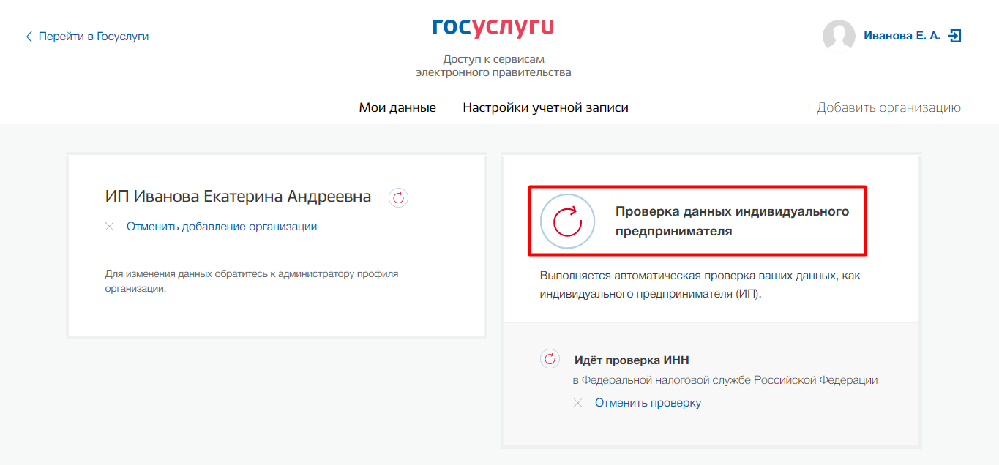 Перейти в Госуслуги
госуслуги
Иванова Е. А.
Доступ к сервисам
электронного правительства
Мои данные
Настройки учетной записи
+ Добавить организацию
ИП Иванова Екатерина Андреевна
Отменить добавление организации
Для изменения данных обратитесь к администратору профиля
организации.
Проверка данных индивидуального
предпринимателя
Выполняется автоматическая проверка ваших данных, как
индивидуального предпринимателя (ИП).
Идёт проверка ИНН
в Федеральной налоговой службе Российской Федерации
Отменить проверку